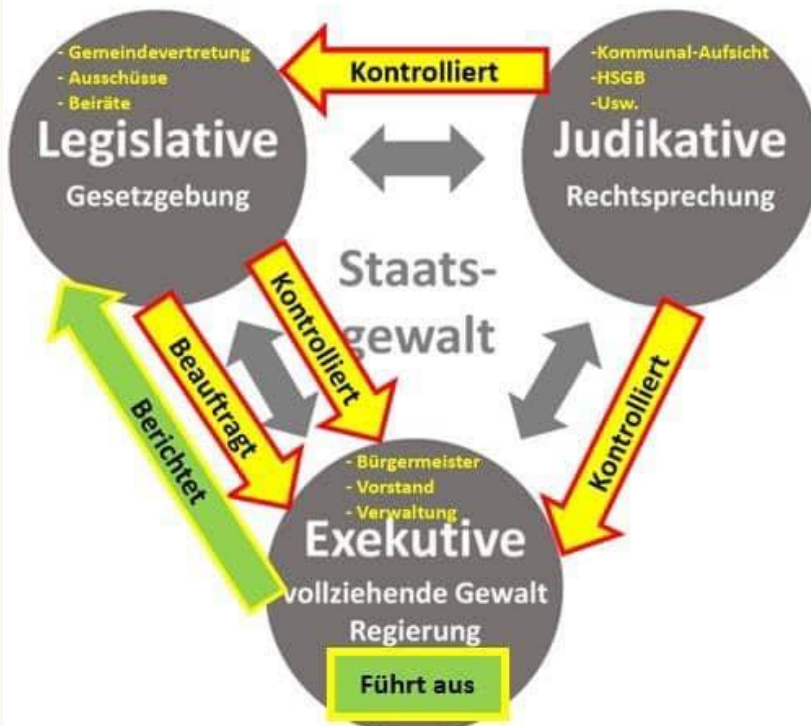 - Gemeindevertretung
- Ausschüsse
- Beiräte
Legislative
Gesetzgebung
Kontrolliert
-Kommunal-Aufsicht
-HSGB
-Usw.
Judikative
Rechtsprechung
Staats-
gewalt
Kontrolliert
Beauftragt
Berichtet
Kontrolliert
- Bürgermeister
- Vorstand
- Verwaltung
Exekutive
vollziehende Gewalt
Regierung
Führt aus